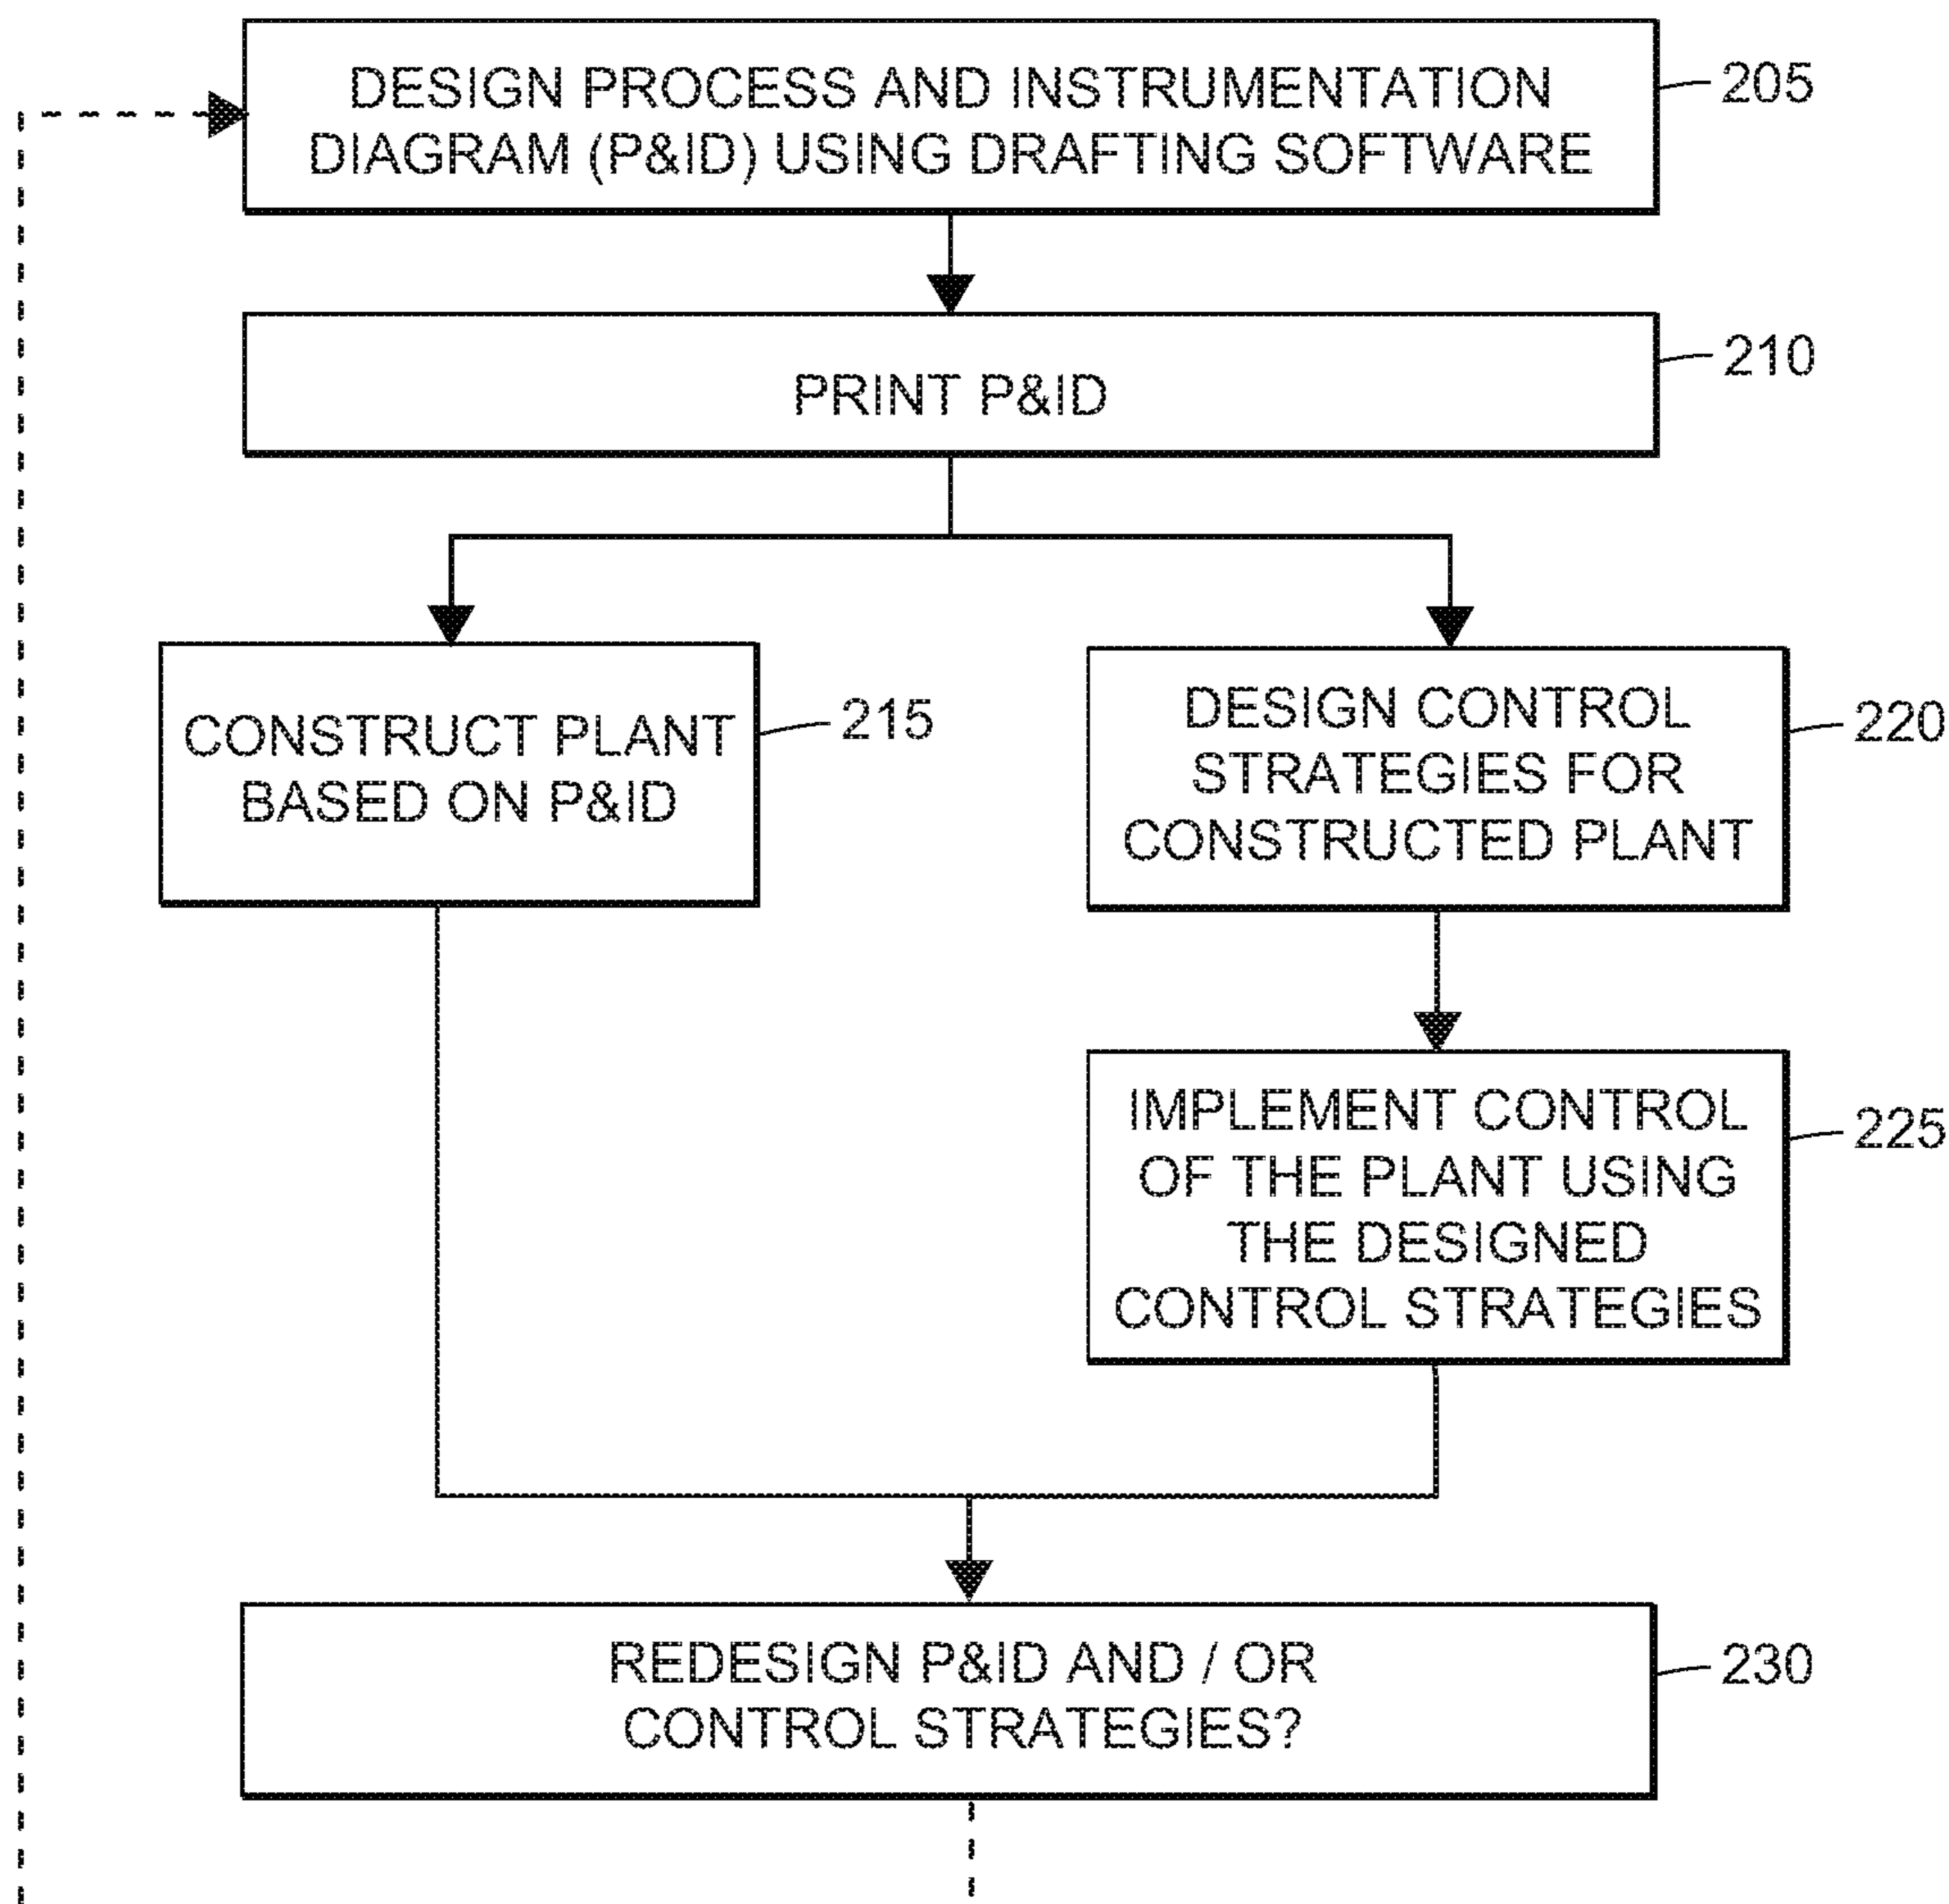 DESIGN PROCESS AND INSTRUMENTATION
DIAGRAM (P&ID) USING DRAFTING SOFTWARE
205
PRINT P&ID
210
CONSTRUCT PLANT
BASED ON P&ID
215
DESIGN CONTROL
STRATEGIES FOR
CONSTRUCTED PLANT
220
IMPLEMENT CONTROL
OF THE PLANT USING
THE DESIGNED
CONTROL STRATEGIES
225
REDESIGN P&ID AND / OR
CONTROL STRATEGIES?
230